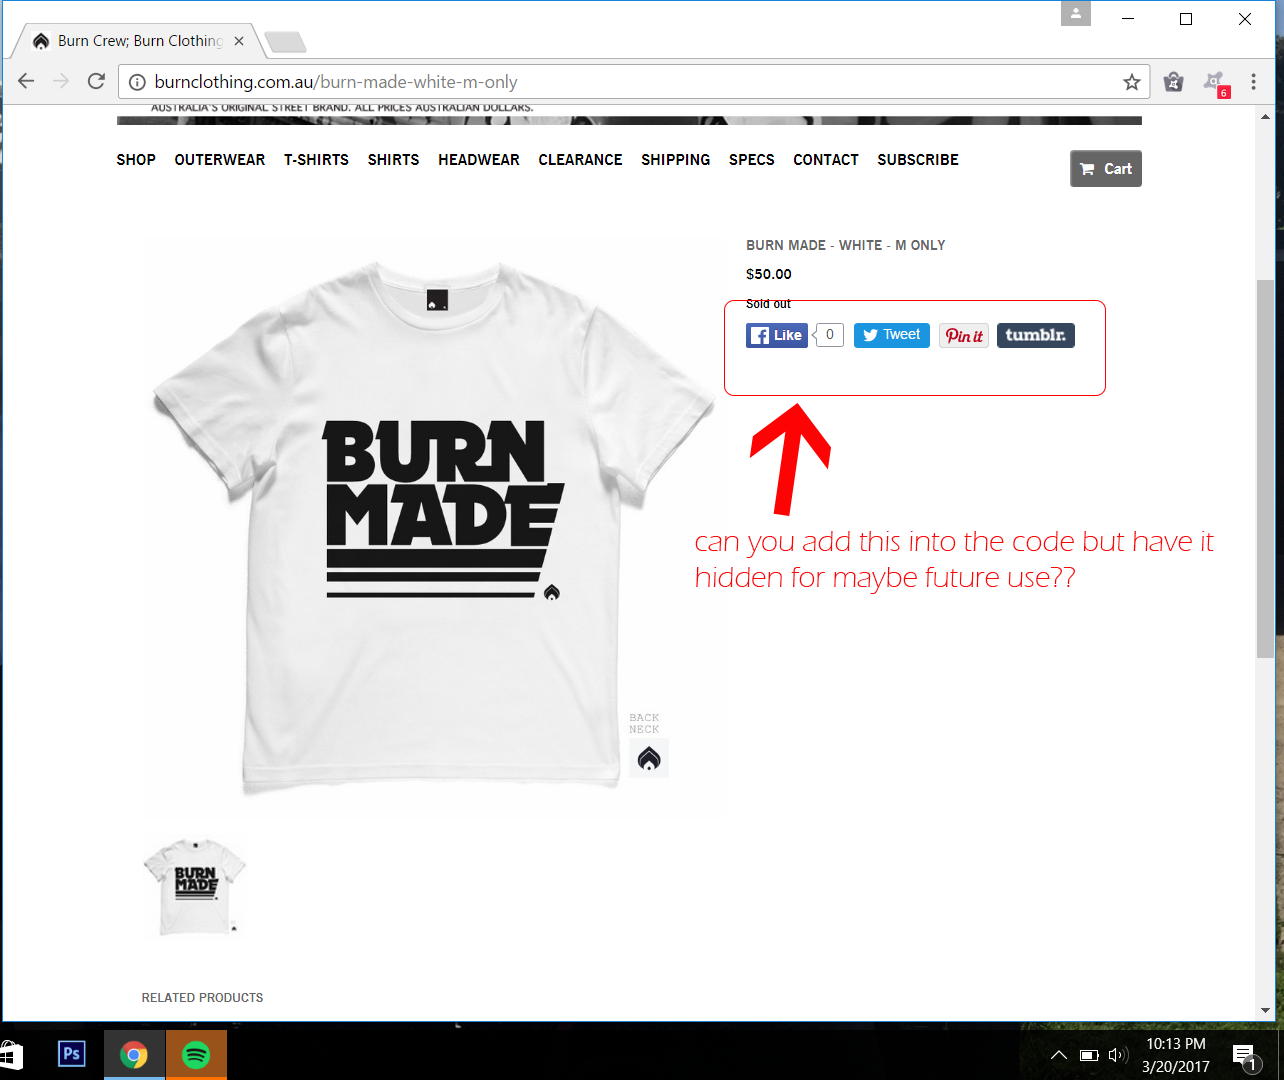 Burn Crew; Burn Clothing
burnclothing.com.au/burn-made-white-m-only
6
AUSTRALIA'S ORIGINAL STREET BRAND. ALL PRICES AUSTRALIAN DOLLARS.
SHOP OUTERWEAR T-SHIRTS SHIRTS HEADWEAR CLEARANCE SHIPPING SPECS CONTACT SUBSCRIBE
Cart
BURN MADE - WHITE - M ONLY
$50.00
Sold out
Like 0 Tweet Pin it tumblr.
BURN
MADE
can you add this into the code but have it
hidden for maybe future use??
BACK
NECK
BURN
MADE
RELATED PRODUCTS
Ps
10:13 PM
3/20/2017
1